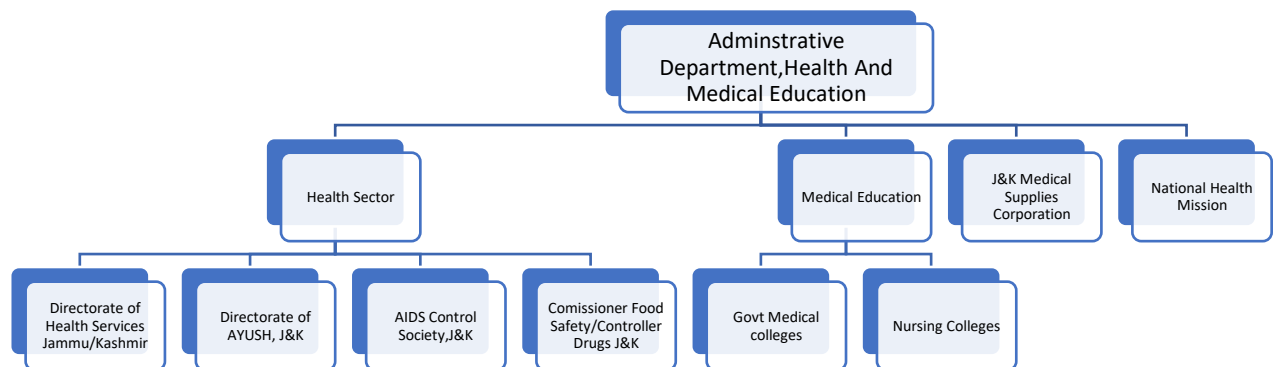 Adminstrative
Department,Health And
Medical Education
Health Sector
Medical Education
J&K Medical
Supplies
Corporation
National Health
Mission
Directorate of
Health Services
Jammu/Kashmir
Directorate of
AYUSH, J&K
AIDS Control
Society,J&K
Comissioner Food
Safety/Controller
Drugs J&K
Govt Medical
colleges
Nursing Colleges